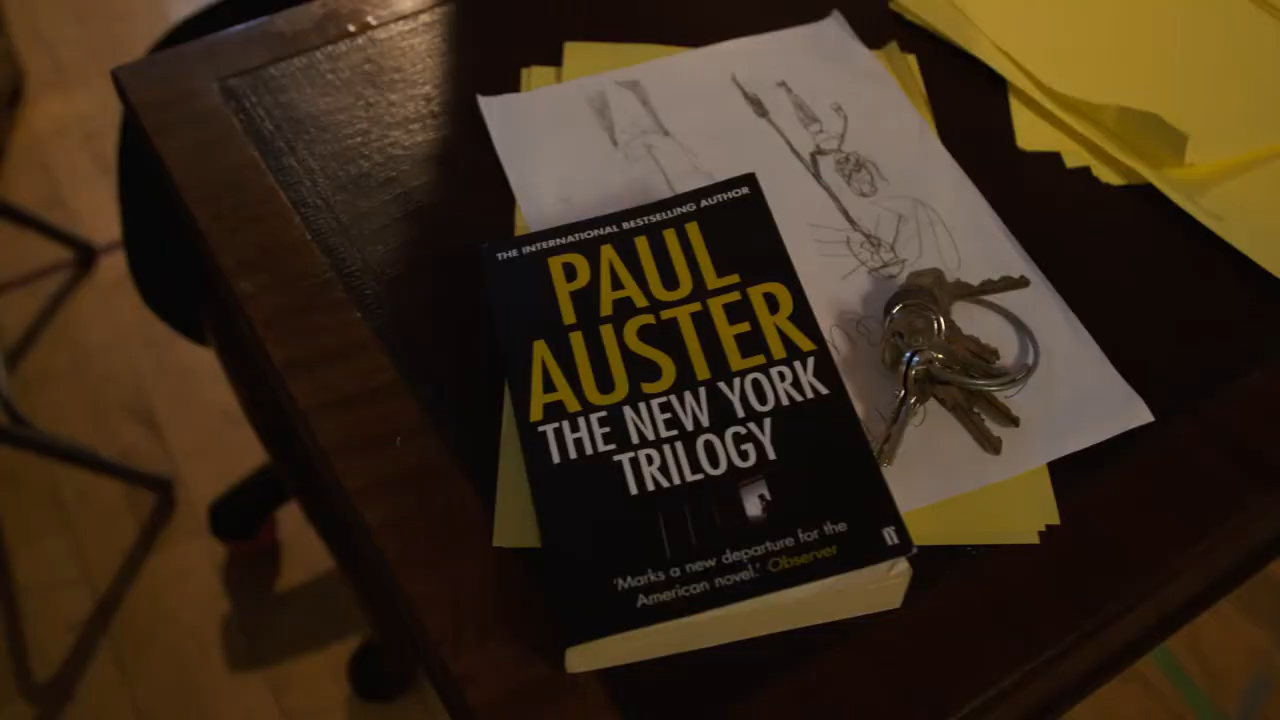 THE INTERNATIONAL BESTSELLING AUTHOR
PAUL
AUSTER
THE NEW YORK
TRILOGY
'Marks a new departure for the
American novel.' Observer
ff